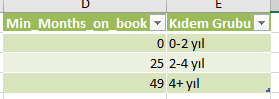 D E
Min_Months_on_book Kıdem Grubu
0 0-2 yıl
25 2-4 yıl
49 4+ yıl